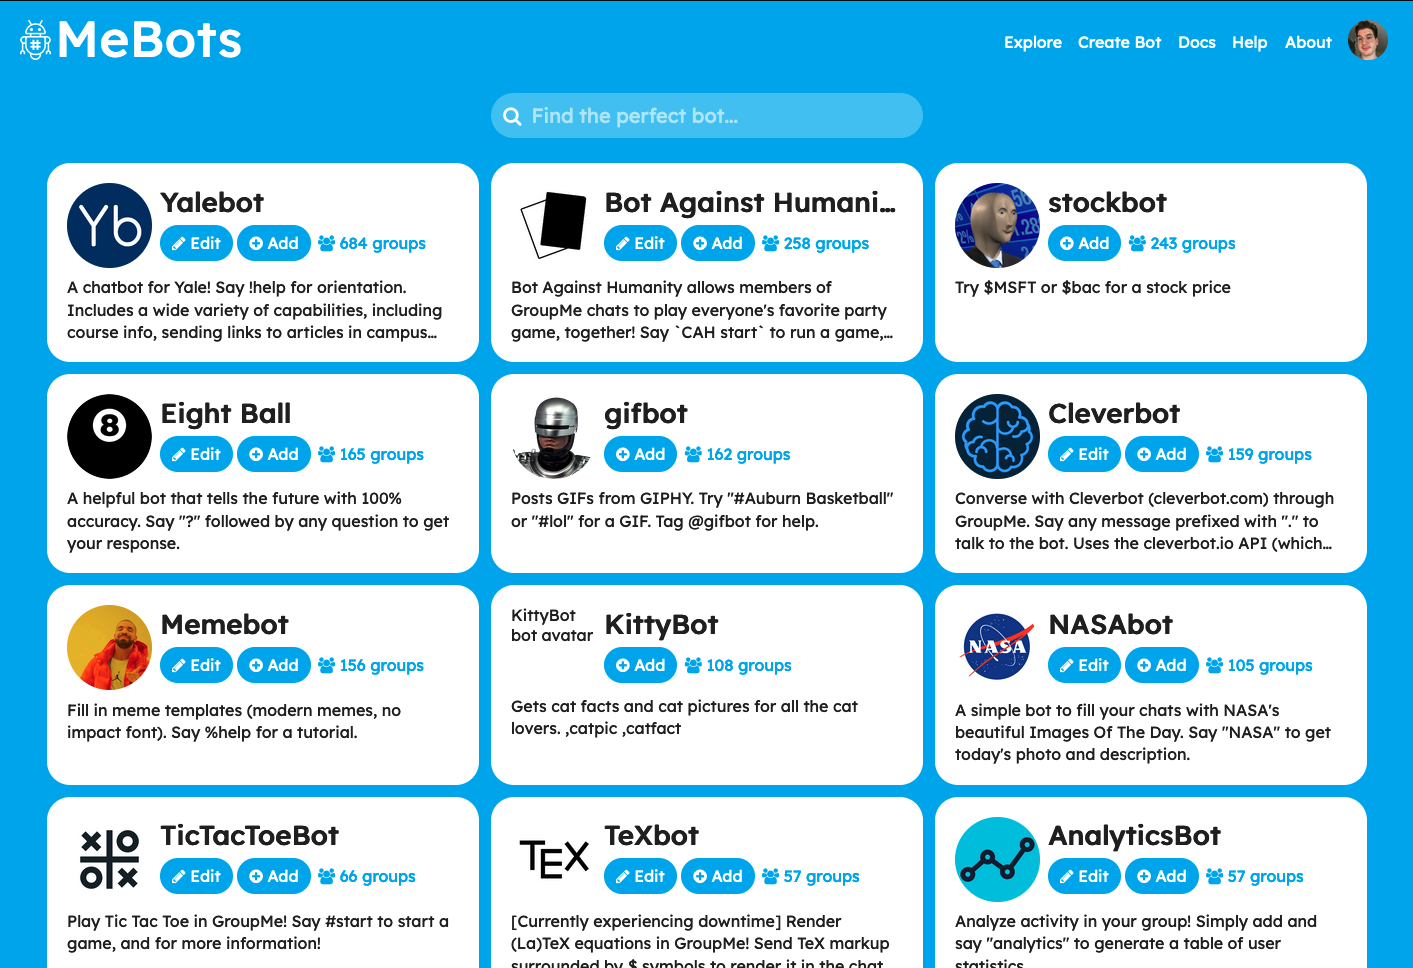 MeBots
Explore Create Bot Docs Help About
Find the perfect bot...
Yb
Yalebot
Edit Add 684 groups
A chatbot for Yale! Say !help for orientation.
Includes a wide variety of capabilities, including
course info, sending links to articles in campus...
Bot Against Humani...
Edit Add 258 groups
Bot Against Humanity allows members of
GroupMe chats to play everyone's favorite party
game, together! Say `CAH start` to run a game,...
stockbot
Add 243 groups
Try $MSFT or $bac for a stock price
8
Eight Ball
Edit Add 165 groups
A helpful bot that tells the future with 100%
accuracy. Say "?" followed by any question to get
your response.
gifbot
Add 162 groups
Posts GIFs from GIPHY. Try "#Auburn Basketball"
or "#lol" for a GIF. Tag @gifbot for help.
Cleverbot
Edit Add 159 groups
Converse with Cleverbot (cleverbot.com) through
GroupMe. Say any message prefixed with "." to
talk to the bot. Uses the cleverbot.io API (which...
Memebot
Edit Add 156 groups
Fill in meme templates (modern memes, no
impact font). Say %help for a tutorial.
KittyBot
bot avatar
KittyBot
Add 108 groups
Gets cat facts and cat pictures for all the cat
lovers. ,catpic ,catfact
NASA
NASAbot
Edit Add 105 groups
A simple bot to fill your chats with NASA's
beautiful Images Of The Day. Say "NASA" to get
today's photo and description.
TicTacToeBot
Edit Add 66 groups
Play Tic Tac Toe in GroupMe! Say #start to start a
game, and for more information!
TEX
TeXbot
Edit Add 57 groups
[Currently experiencing downtime] Render
(La)TeX equations in GroupMe! Send TeX markup
surrounded by $ symbols to render it in the chat
AnalyticsBot
Edit Add 57 groups
Analyze activity in your group! Simply add and
say "analytics" to generate a table of user
statistics